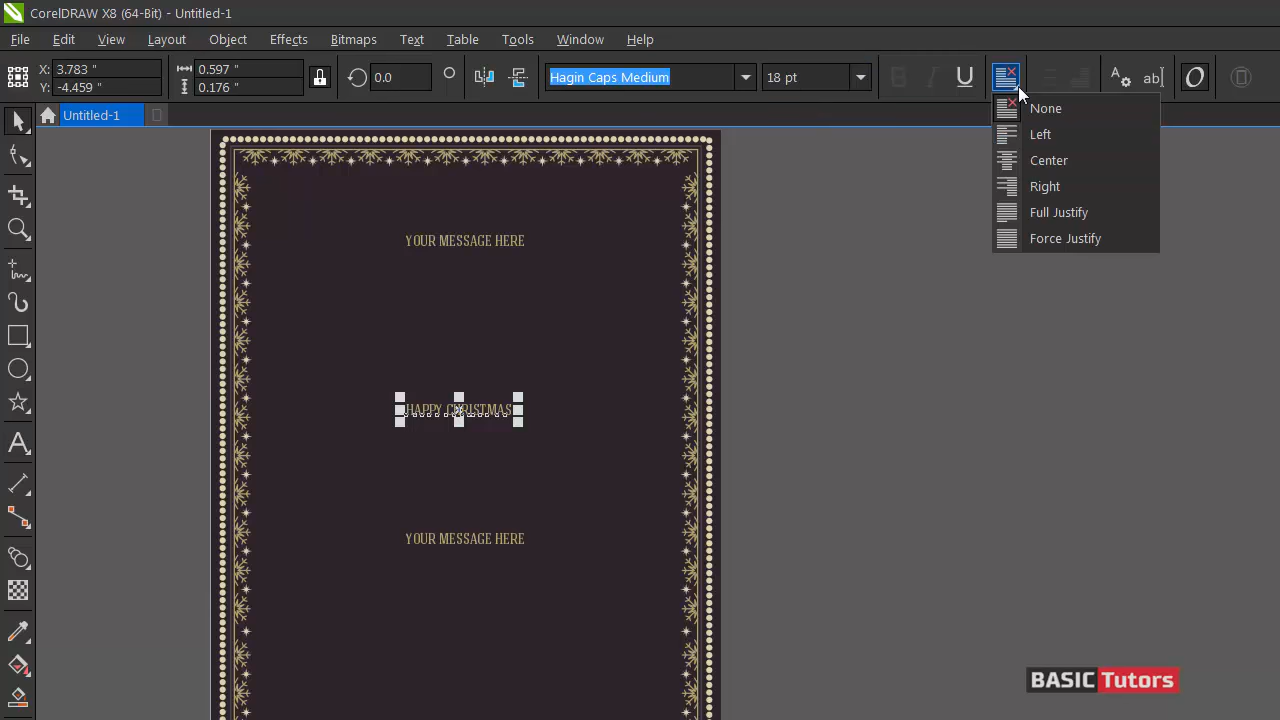 CorelDRAW X8 (64-Bit) - Untitled-1
File Edit View Layout Object Effects Bitmaps Text Table Tools Window Help
X: 3.783 " 0.597 "
Y: -4.459 " 0.176 "
0.0
Hagin Caps Medium
18 pt
B I U ab
Untitled-1
None
Left
Center
Right
Full Justify
Force Justify
YOUR MESSAGE HERE
HAPPY CHRISTMAS
YOUR MESSAGE HERE
BASIC Tutors